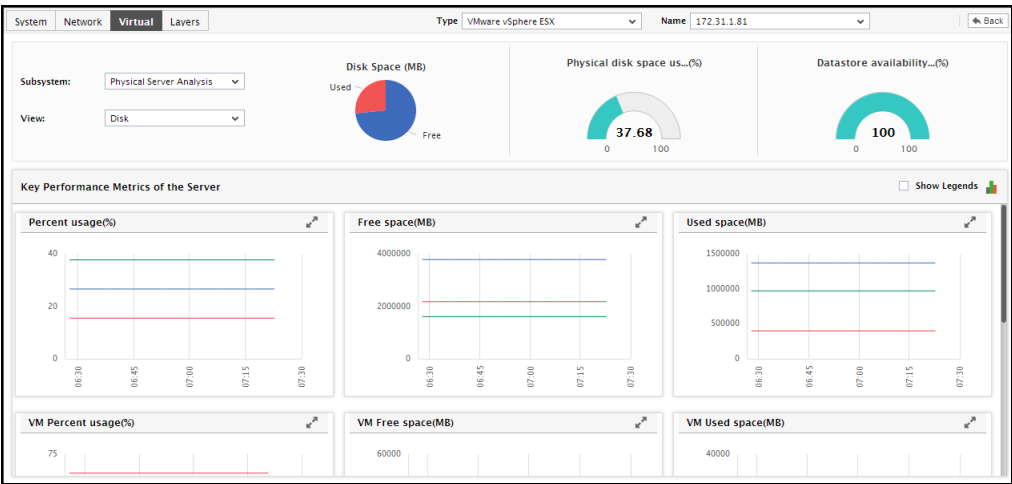 System Network Virtual Layers Type VMware vSphere ESX Name 172.31.1.81 Back
Disk Space (MB) Physical disk space us...(%) Datastore availability...(%)
Subsystem: Physical Server Analysis
Used
View: Disk
Free
37.68 100
0 100 0 100
Key Performance Metrics of the Server Show Legends
Percent usage(%) Free space(MB) Used space(MB)
40 4000000 1500000
1000000
20 2000000
500000
0 0 0
06:30 06:45 07:00 07:15 07:30 06:30 06:45 07:00 07:15 07:30 06:30 06:45 07:00 07:15 07:30
VM Percent usage(%) VM Free space(MB) VM Used space(MB)
75 60000 40000